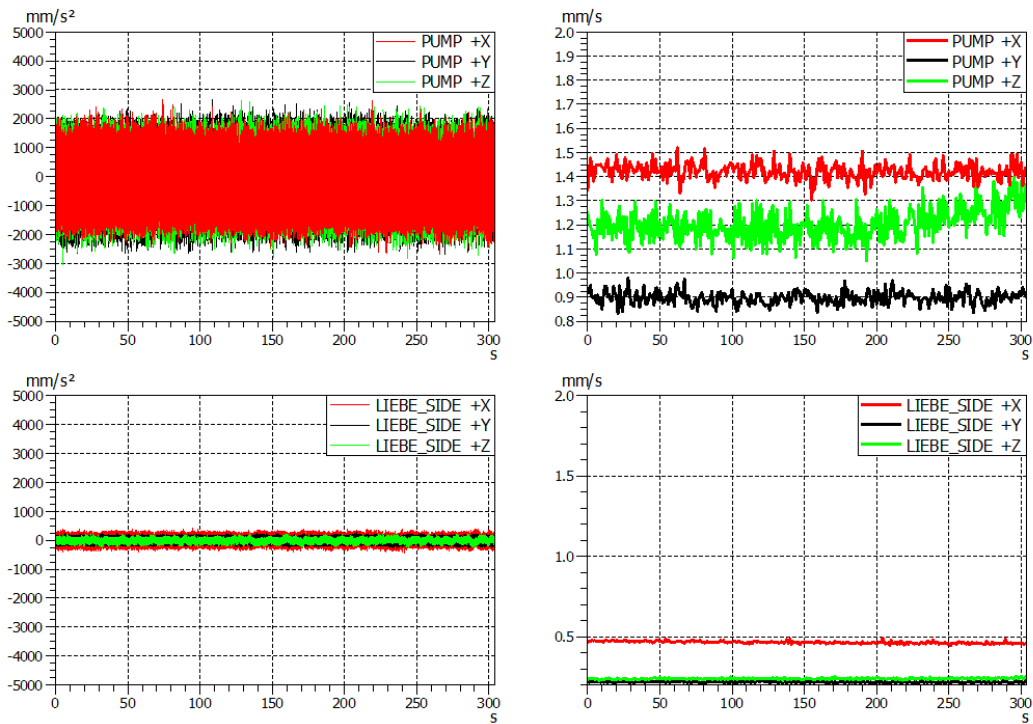 mm/s²
5000
4000
3000
2000
1000
0
-1000
-2000
-3000
-4000
-5000
PUMP +X
PUMP +Y
PUMP +Z
0 50 100 150 200 250 300
s
mm/s
2.0
1.9
1.8
1.7
1.6
1.5
1.4
1.3
1.2
1.1
1.0
0.9
0.8
PUMP +X
PUMP +Y
PUMP +Z
0 50 100 150 200 250 300
s
mm/s²
5000
4000
3000
2000
1000
0
-1000
-2000
-3000
-4000
-5000
LIEBE_SIDE +X
LIEBE_SIDE +Y
LIEBE_SIDE +Z
0 50 100 150 200 250 300
s
mm/s
2.0
1.5
1.0
0.5
LIEBE_SIDE +X
LIEBE_SIDE +Y
LIEBE_SIDE +Z
0 50 100 150 200 250 300
s